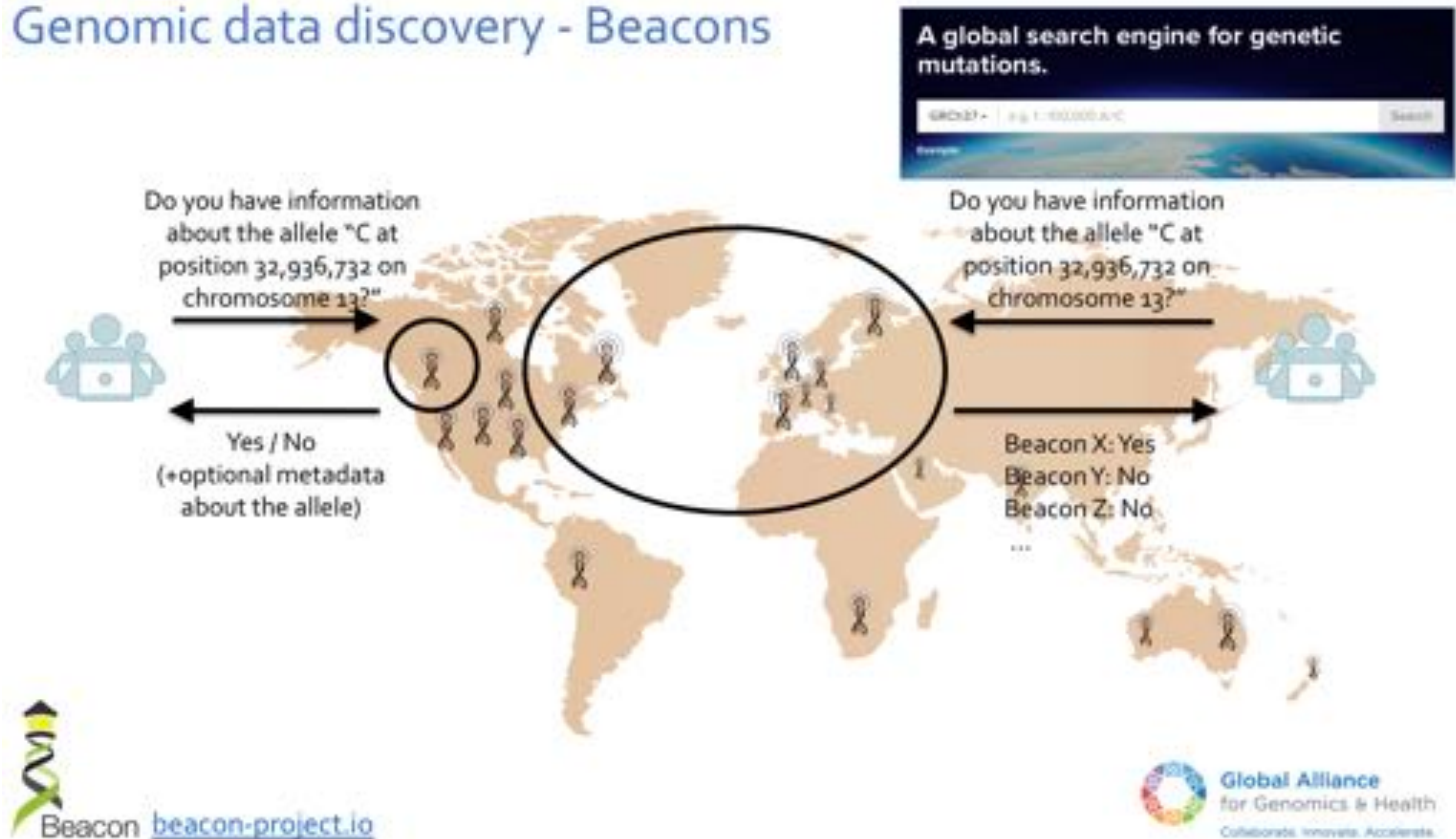 Genomic data discovery - Beacons
A global search engine for genetic
mutations.
GRCh37
Search
Example
Do you have information
about the allele "C at
position 32,936,732 on
chromosome 13?"
Do you have information
about the allele "C at
position 32,936,732 on
chromosome 13?"
Yes / No
(+optional metadata
about the allele)
Beacon X: Yes
Beacon Y: No
Beacon Z: No
...
Beacon beacon-project.io
Global Alliance
for Genomics & Health
Collaborate. Innovate. Accelerate.